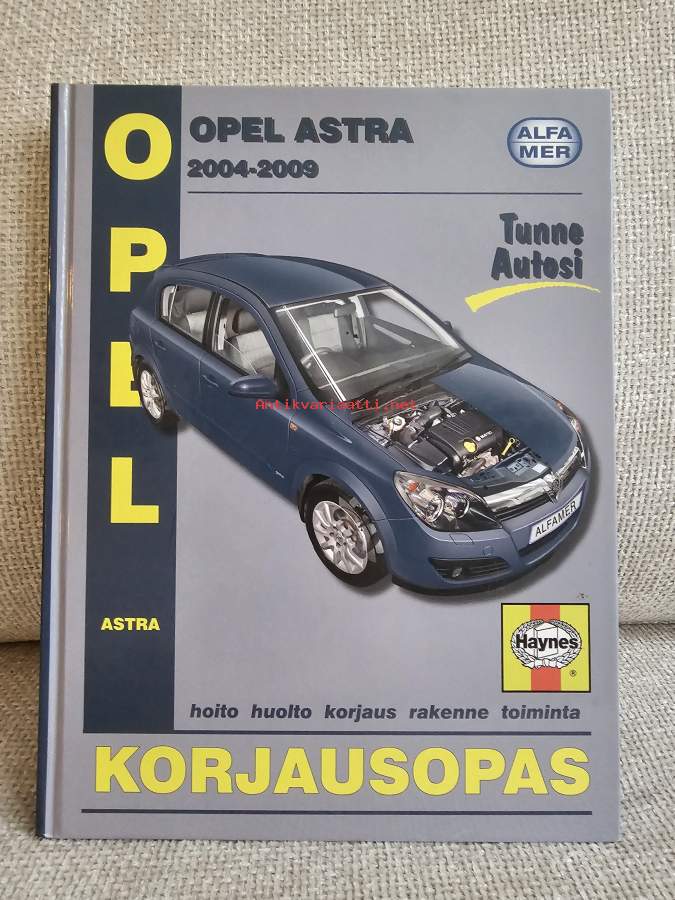 OPEL
OPEL ASTRA
2004-2009
ALFA
MER
Tunne
Autosi
Antikvariaatti.net
ALFAMER
ASTRA
Haynes
®
hoito huolto korjaus rakenne toiminta
KORJAUSOPAS